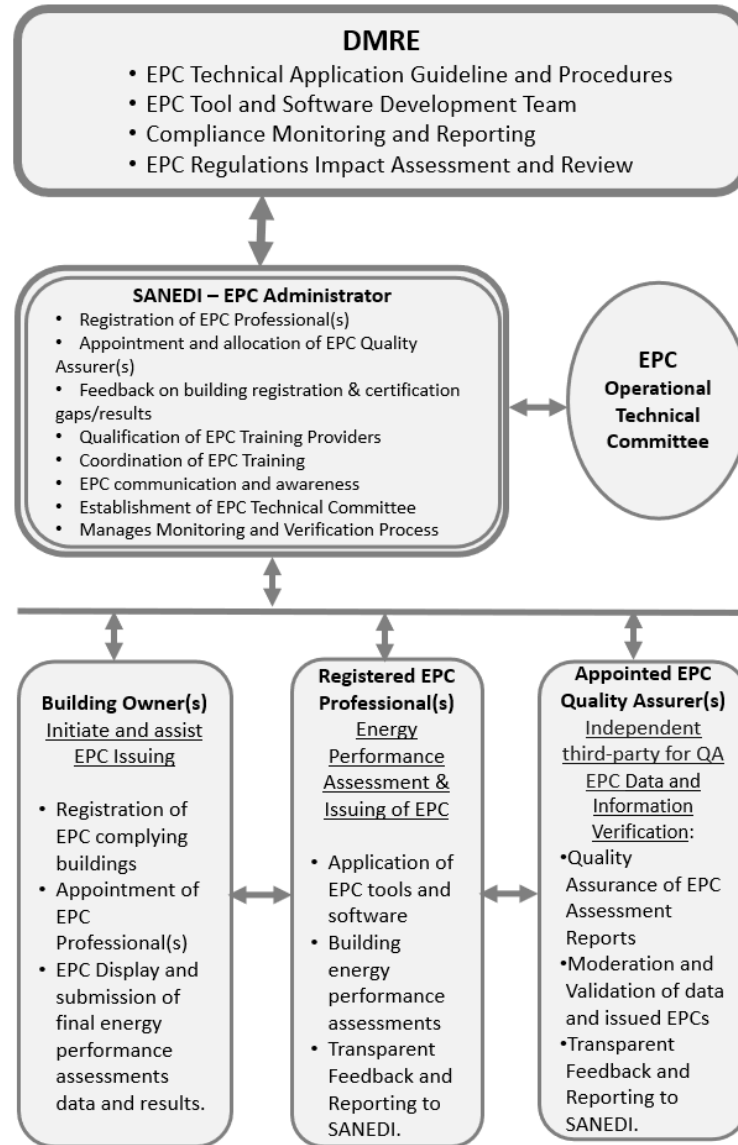 DMRE
• EPC Technical Application Guideline and Procedures
• EPC Tool and Software Development Team
• Compliance Monitoring and Reporting
• EPC Regulations Impact Assessment and Review
SANEDI – EPC Administrator
• Registration of EPC Professional(s)
• Appointment and allocation of EPC Quality
Assurer(s)
• Feedback on building registration & certification
gaps/results
• Qualification of EPC Training Providers
• Coordination of EPC Training
• EPC communication and awareness
• Establishment of EPC Technical Committee
• Manages Monitoring and Verification Process
EPC
Operational
Technical
Committee
Building Owner(s)
Initiate and assist
EPC Issuing
• Registration of
EPC complying
buildings
• Appointment of
EPC
Professional(s)
• EPC Display and
submission of
final energy
performance
assessments
data and results.
Registered EPC
Professional(s)
Energy
Performance
Assessment &
Issuing of EPC
• Application of
EPC tools and
software
• Building
energy
performance
assessments
• Transparent
Feedback and
Reporting to
SANEDI.
Appointed EPC
Quality Assurer(s)
Independent
third-party for QA
EPC Data and
Information
Verification:
•Quality
Assurance of EPC
Assessment
Reports
•Moderation and
Validation of data
and issued EPCs
•Transparent
Feedback and
Reporting to
SANEDI.